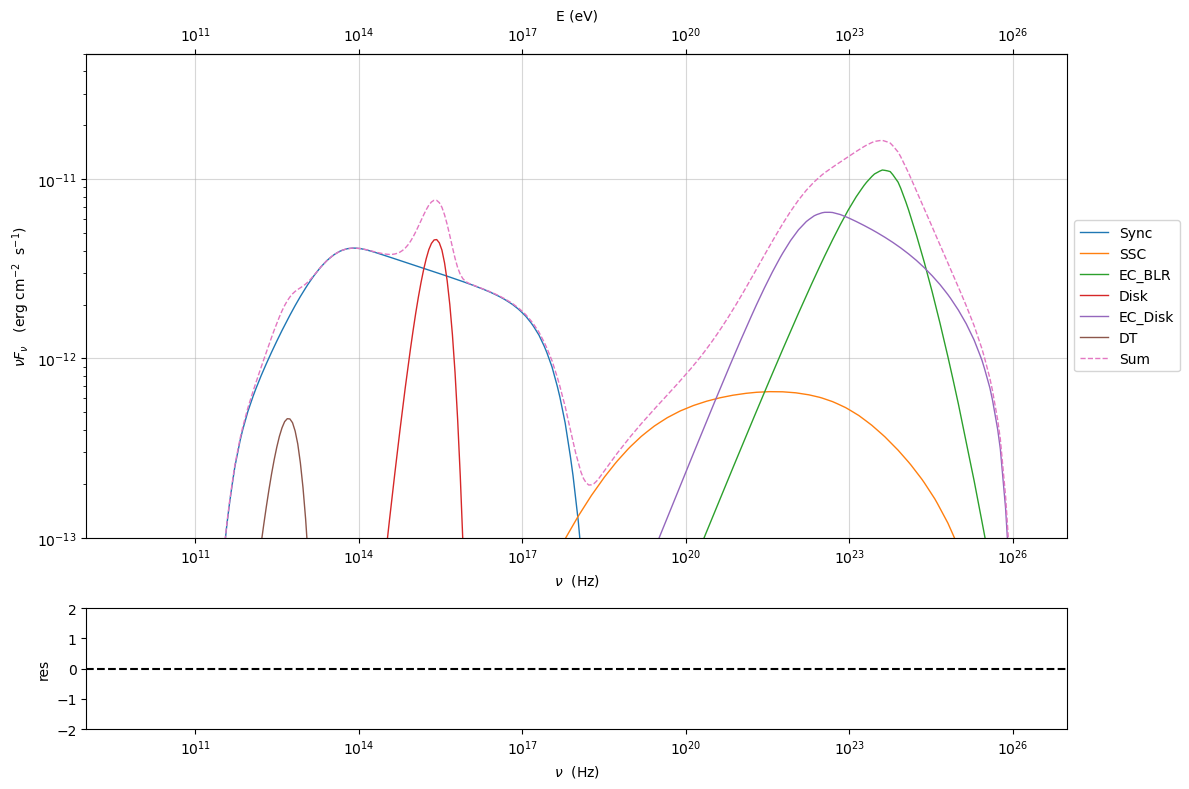 E (eV)
10^11 10^14 10^17 10^20 10^23 10^26
νF_ν (erg cm^−2 s^−1)
10^−11
10^−12
10^−13
Sync
SSC
EC_BLR
Disk
EC_Disk
DT
Sum
10^11 10^14 10^17 10^20 10^23 10^26
ν (Hz)
res
2
1
0
−1
−2
10^11 10^14 10^17 10^20 10^23 10^26
ν (Hz)